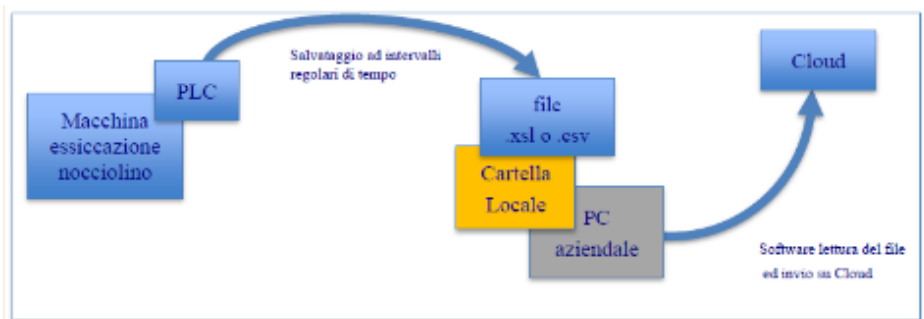 Salvataggio ad intervalli
regolari di tempo
PLC
Macchina
essiccazione
nocciolino
file
.xsl o .csv
Cartella
Locale
PC
aziendale
Cloud
Software lettura del file
ed invio su Cloud